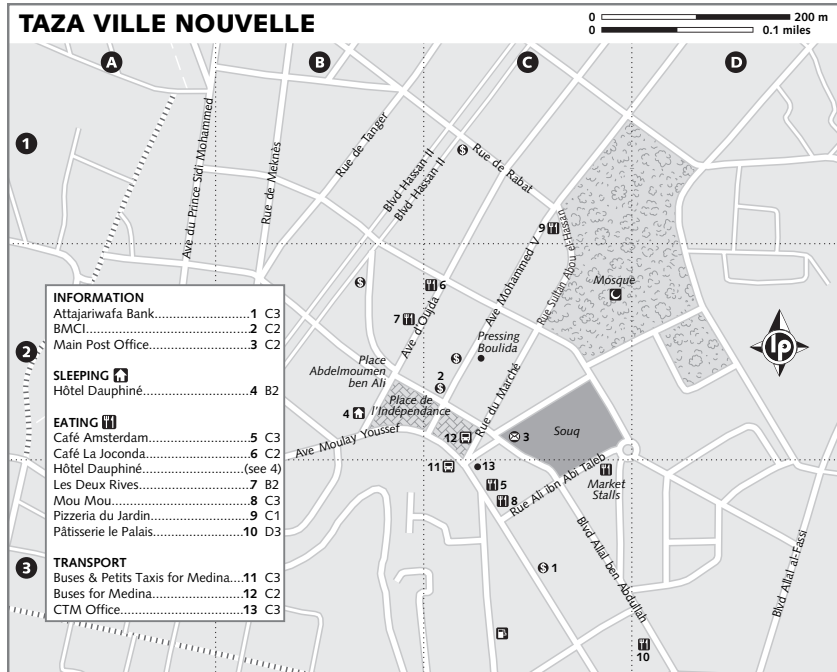 TAZA VILLE NOUVELLE
0 200 m
0 0.1 miles
A B C D
1
Ave du Prince Sidi Mohammed
Rue de Meknès
Rue de Tanger
Blvd Hassan II
Blvd Hassan II
$
Rue de Rabat
9
Rue Sultan Abou el-Hassan
Ave Mohammed V
Mosque
$
6
7
Ave d'Oujda
2
Pressing
Boulida
$
2
$
Place
Abdelmoumen
ben Ali
Place de
l'Indépendance
Rue du Marché
4
Ave Moulay Youssef
12
3
Souq
lp
11
13
5
8
Rue Ali ibn Abi Taleb
Market
Stalls
3
$ 1
Blvd Allal ben Abdullah
Blvd Allal al-Fassi
10
INFORMATION
Attajariwafa Bank....................1 C3
BMCI....................2 C2
Main Post Office....................3 C2
SLEEPING
Hôtel Dauphiné....................4 B2
EATING
Café Amsterdam....................5 C3
Café La Joconda....................6 C2
Hôtel Dauphiné....................(see 4)
Les Deux Rives....................7 B2
Mou Mou....................8 C3
Pizzeria du Jardin....................9 C1
Pâtisserie le Palais....................10 D3
TRANSPORT
Buses & Petits Taxis for Medina....11 C3
Buses for Medina....................12 C2
CTM Office....................13 C3